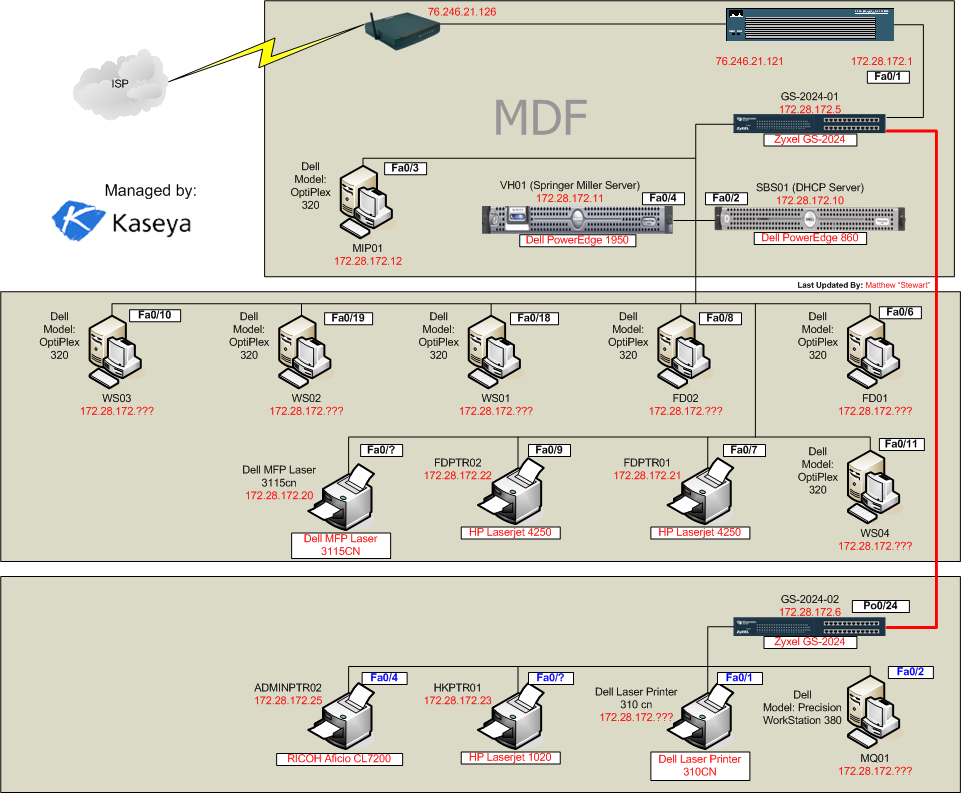 76.246.21.126
ISP
76.246.21.121
172.28.172.1
Fa0/1
MDF
GS-2024-01
172.28.172.5
ZyXEL
Zyxel GS-2024
Dell
Model:
OptiPlex
320
Fa0/3
MIP01
172.28.172.12
VH01 (Springer Miller Server)
172.28.172.11
Fa0/4
Dell PowerEdge 1950
SBS01 (DHCP Server)
Fa0/2
172.28.172.10
Dell PowerEdge 860
Managed by:
Kaseya
Last Updated By: Matthew "Stewart"
Dell
Model:
OptiPlex
320
Fa0/10
WS03
172.28.172.???
Dell
Model:
OptiPlex
320
Fa0/19
WS02
172.28.172.???
Dell
Model:
OptiPlex
320
Fa0/18
WS01
172.28.172.???
Dell
Model:
OptiPlex
320
Fa0/8
FD02
172.28.172.???
Dell
Model:
OptiPlex
320
Fa0/6
FD01
172.28.172.???
Fa0/?
Dell MFP Laser
3115cn
172.28.172.20
Dell MFP Laser
3115CN
Fa0/9
FDPTR02
172.28.172.22
HP Laserjet 4250
Fa0/7
FDPTR01
172.28.172.21
HP Laserjet 4250
Fa0/11
Dell
Model:
OptiPlex
320
WS04
172.28.172.???
GS-2024-02
172.28.172.6
Po0/24
ZyXEL
Zyxel GS-2024
Fa0/4
ADMINPTR02
172.28.172.25
RICOH Aficio CL7200
Fa0/?
HKPTR01
172.28.172.23
HP Laserjet 1020
Fa0/1
Dell Laser Printer
310 cn
172.28.172.???
Dell Laser Printer
310CN
Fa0/2
Dell
Model: Precision
WorkStation 380
MQ01
172.28.172.???